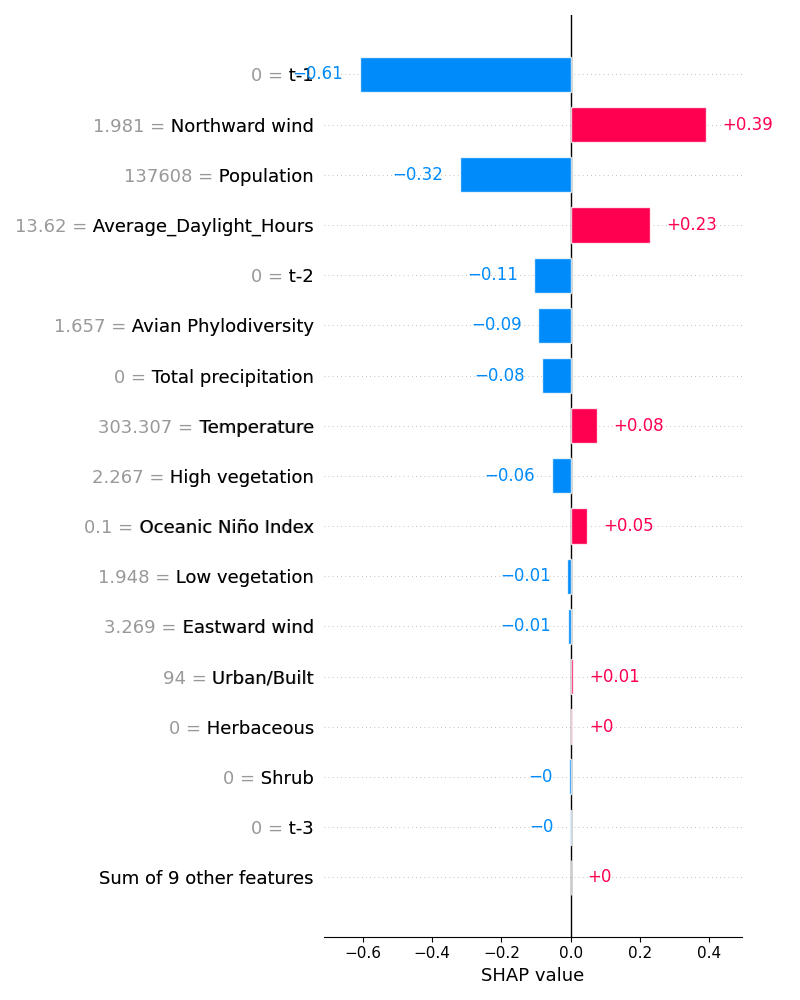 0 = t-1 −0.61
1.981 = Northward wind +0.39
137608 = Population −0.32
13.62 = Average_Daylight_Hours +0.23
0 = t-2 −0.11
1.657 = Avian Phylodiversity −0.09
0 = Total precipitation −0.08
303.307 = Temperature +0.08
2.267 = High vegetation −0.06
0.1 = Oceanic Niño Index +0.05
1.948 = Low vegetation −0.01
3.269 = Eastward wind −0.01
94 = Urban/Built +0.01
0 = Herbaceous +0
0 = Shrub −0
0 = t-3 −0
Sum of 9 other features +0
−0.6 −0.4 −0.2 0.0 0.2 0.4
SHAP value